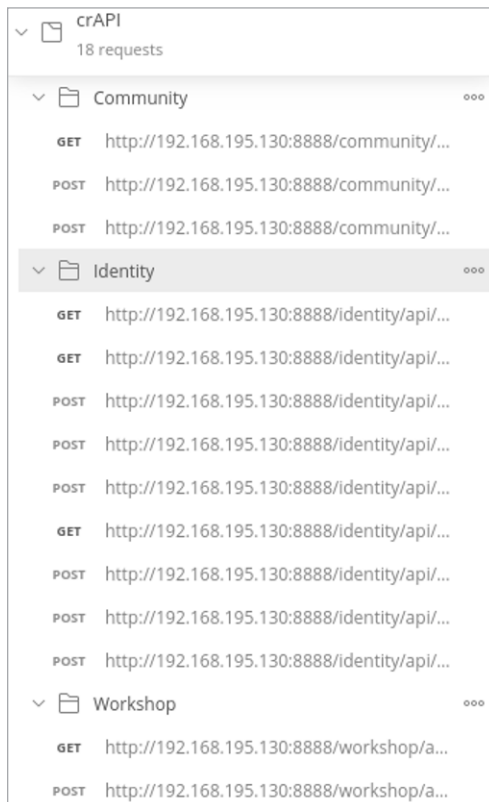 crAPI
18 requests
Community
GET http://192.168.195.130:8888/community/...
POST http://192.168.195.130:8888/community/...
POST http://192.168.195.130:8888/community/...
Identity
GET http://192.168.195.130:8888/identity/api/...
GET http://192.168.195.130:8888/identity/api/...
POST http://192.168.195.130:8888/identity/api/...
POST http://192.168.195.130:8888/identity/api/...
POST http://192.168.195.130:8888/identity/api/...
GET http://192.168.195.130:8888/identity/api/...
POST http://192.168.195.130:8888/identity/api/...
POST http://192.168.195.130:8888/identity/api/...
POST http://192.168.195.130:8888/identity/api/...
Workshop
GET http://192.168.195.130:8888/workshop/a...
POST http://192.168.195.130:8888/workshop/a...